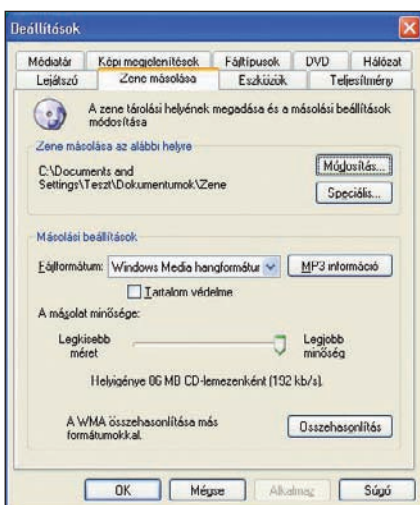 Beállítások
Médiatár Képi megjelenítések Fájltípusok DVD Hálózat
Lejátszó Zene másolása Eszközök Teljesítmény
A zene tárolási helyének megadása és a másolási beállítások
módosítása
Zene másolása az alábbi helyre
C:\Documents and
Settings\Teszt\Dokumentumok\Zene
Módosítás...
Speciális...
Másolási beállítások
Fájlformátum: Windows Media hangformátur MP3 információ
Tartalom védelme
A másolat minősége:
Legkisebb
méret
Legjobb
minőség
Helyigénye 86 MB CD-lemezenként (192 kb/s).
A WMA összehasonlítása más
formátumokkal.
Összehasonlítás
OK Mégse Alkalmaz Súgó